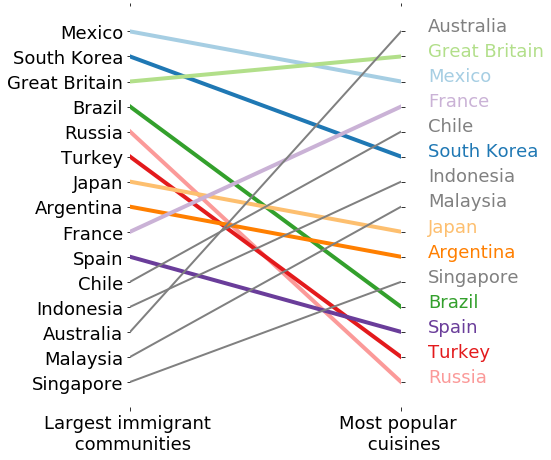 Mexico
South Korea
Great Britain
Brazil
Russia
Turkey
Japan
Argentina
France
Spain
Chile
Indonesia
Australia
Malaysia
Singapore
Australia
Great Britain
Mexico
France
Chile
South Korea
Indonesia
Malaysia
Japan
Argentina
Singapore
Brazil
Spain
Turkey
Russia
Largest immigrant
communities
Most popular
cuisines